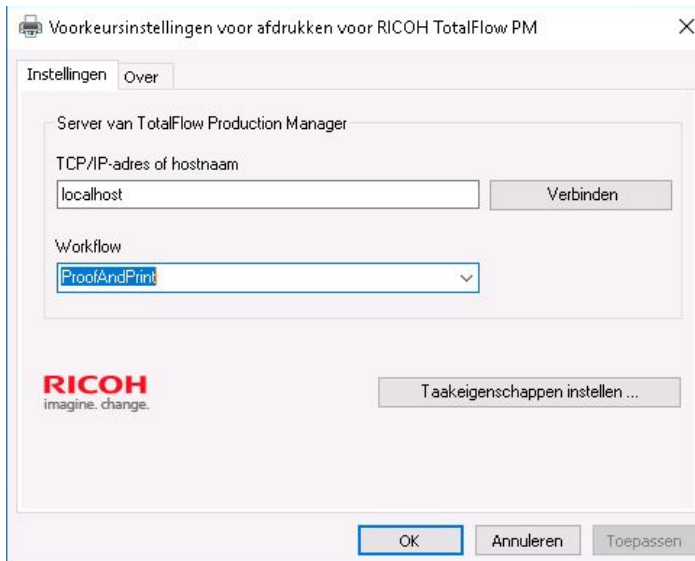 Voorkeursinstellingen voor afdrukken voor RICOH TotalFlow PM
Instellingen
Over
Server van TotalFlow Production Manager
TCP/IP-adres of hostnaam
localhost
Verbinden
Workflow
ProofAndPrint
RICOH
imagine. change.
Taakeigenschappen instellen ...
OK
Annuleren
Toepassen